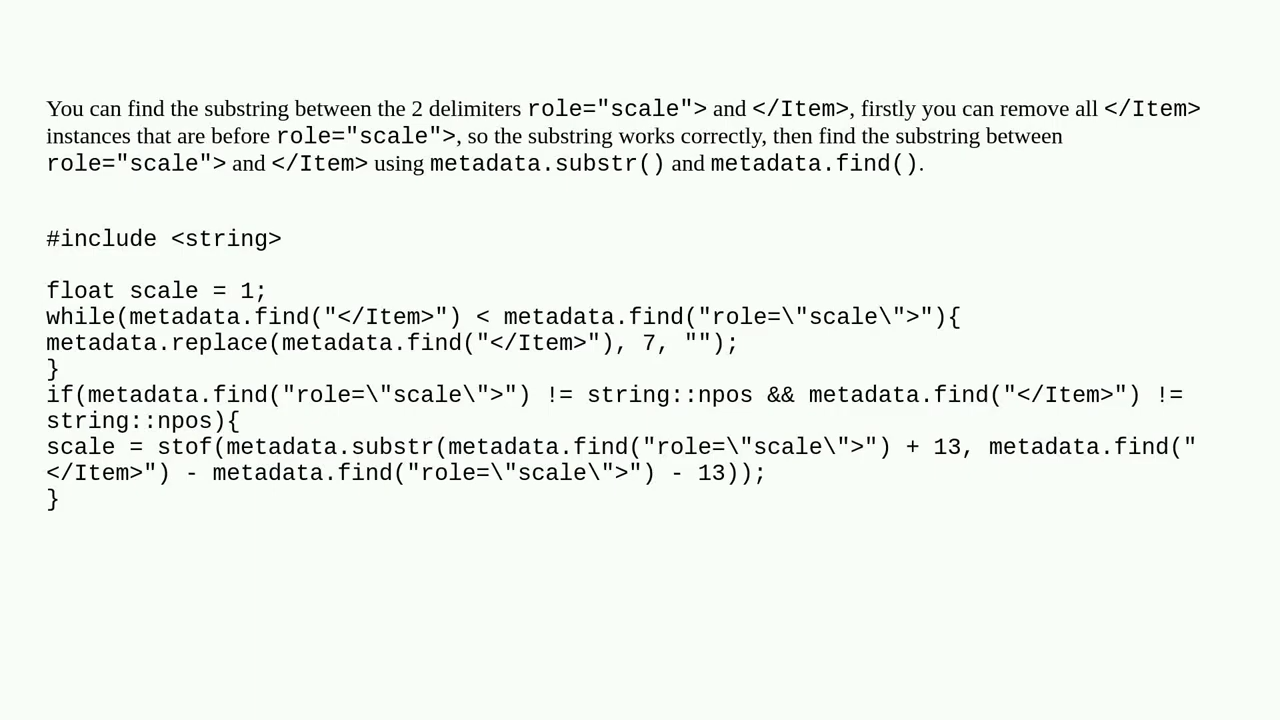 You can find the substring between the 2 delimiters role="scale"> and </Item>, firstly you can remove all </Item>
instances that are before role="scale">, so the substring works correctly, then find the substring between
role="scale"> and </Item> using metadata.substr() and metadata.find().
#include <string>
float scale = 1;
while(metadata.find("</Item>") < metadata.find("role=\"scale\">"){
metadata.replace(metadata.find("</Item>"), 7, "");
}
if(metadata.find("role=\"scale\">") != string::npos && metadata.find("</Item>") !=
string::npos){
scale = stof(metadata.substr(metadata.find("role=\"scale\">") + 13, metadata.find("
</Item>") - metadata.find("role=\"scale\">") - 13));
}